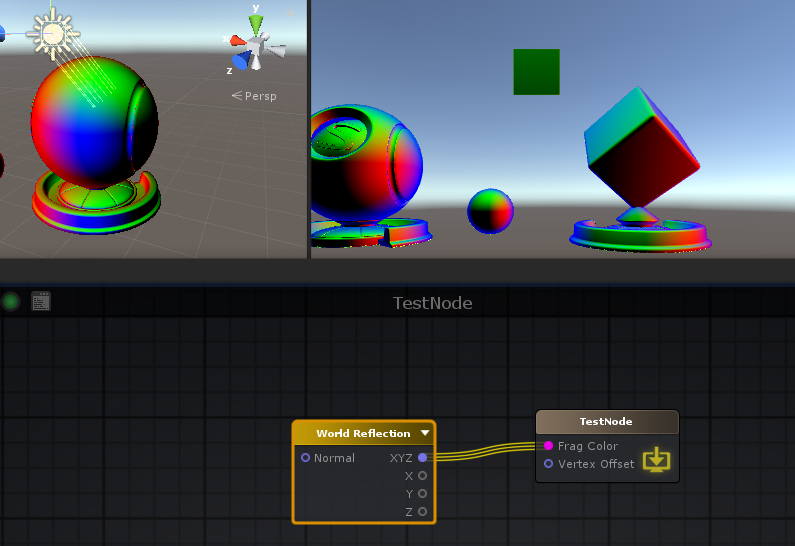 y
x
z
Persp
TestNode
World Reflection
Normal
XYZ
X
Y
Z
TestNode
Frag Color
Vertex Offset